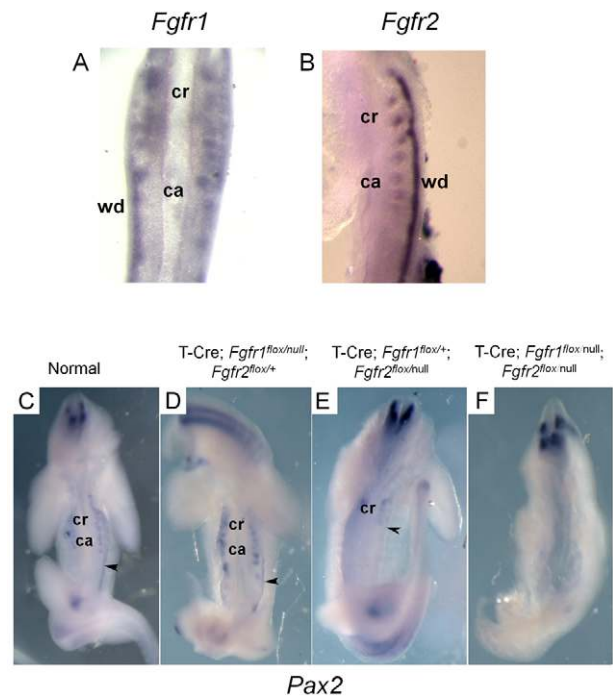 Fgfr1
Fgfr2
A
cr
ca
wd
B
cr
ca
wd
Normal
T-Cre; Fgfr1flox/null;
Fgfr2flox/+
T-Cre; Fgfr1flox/+;
Fgfr2flox/null
T-Cre; Fgfr1flox/null;
Fgfr2flox/null
C
cr
ca
D
cr
ca
E
cr
F
Pax2